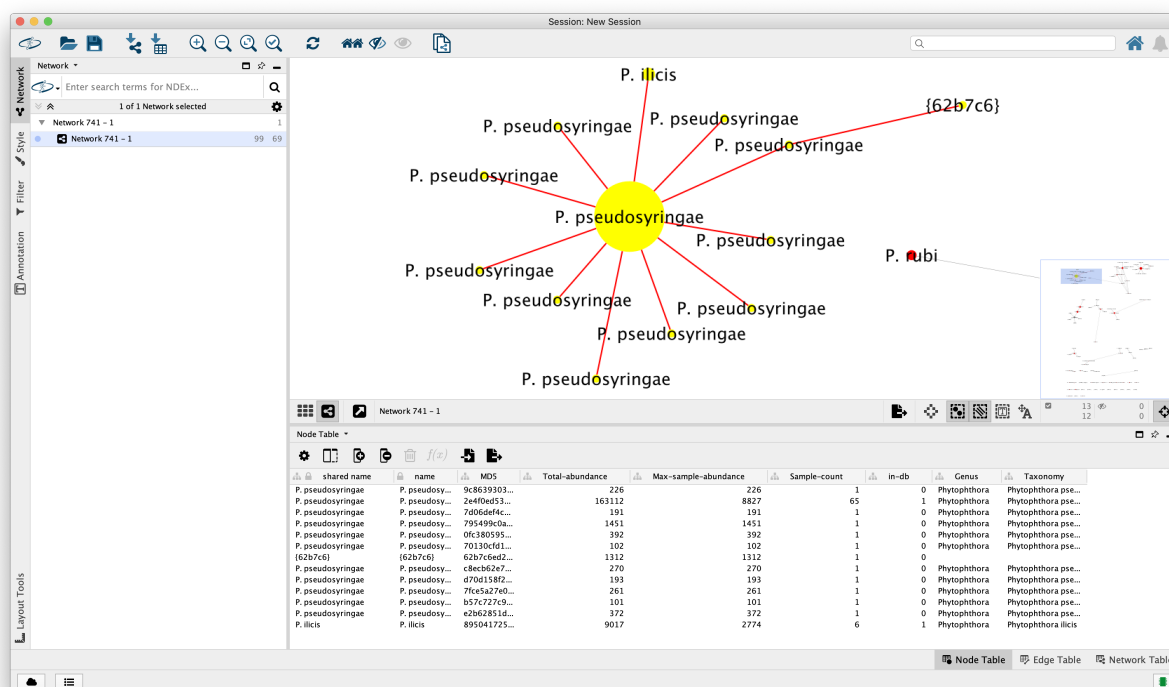 Session: New Session
Network
Enter search terms for NDEx...
1 of 1 Network selected
Network 741 – 1 1
Network 741 – 1 99 69
Network
Style
Filter
Annotation
Layout Tools
P. ilicis
{62b7c6}
P. pseudosyringae
P. pseudosyringae
P. pseudosyringae
P. pseudosyringae
P. pseudosyringae
P. pseudosyringae
P. rubi
P. pseudosyringae
P. pseudosyringae
P. pseudosyringae
P. pseudosyringae
P. pseudosyringae
Network 741 – 1
13 0
12 0
Node Table
f(x)
shared name name MD5 Total-abundance Max-sample-abundance Sample-count in-db Genus Taxonomy
P. pseudosyringae P. pseudosy... 9c8639303... 226 226 1 0 Phytophthora Phytophthora pse...
P. pseudosyringae P. pseudosy... 2e4f0ed53... 163112 8827 65 1 Phytophthora Phytophthora pse...
P. pseudosyringae P. pseudosy... 7d06def4c... 191 191 1 0 Phytophthora Phytophthora pse...
P. pseudosyringae P. pseudosy... 795499c0a... 1451 1451 1 0 Phytophthora Phytophthora pse...
P. pseudosyringae P. pseudosy... 0fc380595... 392 392 1 0 Phytophthora Phytophthora pse...
P. pseudosyringae P. pseudosy... 70130cfd1... 102 102 1 0 Phytophthora Phytophthora pse...
{62b7c6} {62b7c6} 62b7c6ed2... 1312 1312 1 0
P. pseudosyringae P. pseudosy... c8ecb62e7... 270 270 1 0 Phytophthora Phytophthora pse...
P. pseudosyringae P. pseudosy... d70d158f2... 193 193 1 0 Phytophthora Phytophthora pse...
P. pseudosyringae P. pseudosy... 7fce5a27e0... 261 261 1 0 Phytophthora Phytophthora pse...
P. pseudosyringae P. pseudosy... b57c727c9... 101 101 1 0 Phytophthora Phytophthora pse...
P. pseudosyringae P. pseudosy... e2b62851d... 372 372 1 0 Phytophthora Phytophthora pse...
P. ilicis P. ilicis 895041725... 9017 2774 6 1 Phytophthora Phytophthora ilicis
Node Table Edge Table Network Table